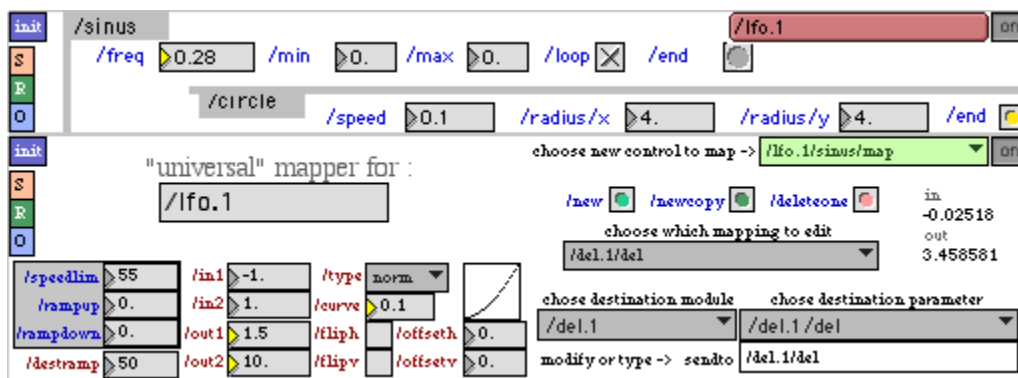 init /sinus /lfo.1 on
S /freq 0.28 /min 0. /max 0. /loop /end
R
/circle
O /speed 0.1 /radius/x 4. /radius/y 4. /end
init choose new control to map -> /lfo.1/sinus/map on
"universal" mapper for :
S
R /lfo.1 /new /newcopy /deleteone in
-0.02518
O choose which mapping to edit out
/del.1/del 3.458581
/speedlim 55 /in1 -1. /type norm
/rampup 0. /in2 1. /curve 0.1 chose destination module chose destination parameter
/rampdown 0. /out1 1.5 /fliph /offseth 0. /del.1 /del.1/del
/destramp 50 /out2 10. /flipv /offsetv 0. modify or type -> sendto /del.1/del